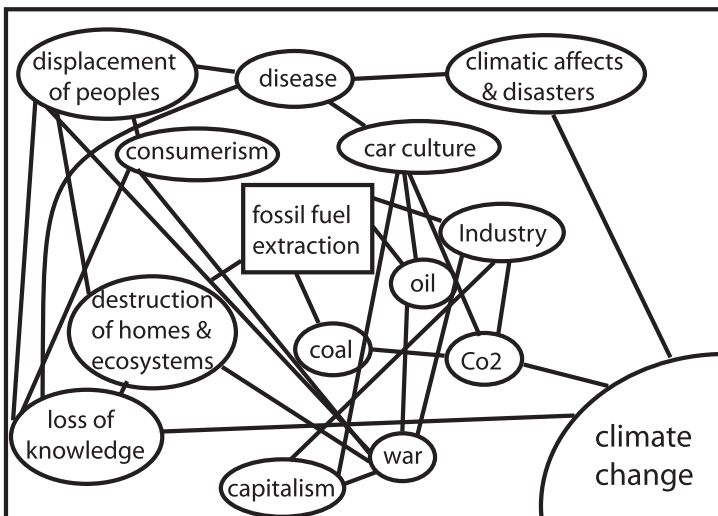 displacement
of peoples
disease
climatic affects
& disasters
consumerism
car culture
fossil fuel
extraction
Industry
oil
destruction
of homes &
ecosystems
coal
Co2
loss of
knowledge
war
capitalism
climate
change